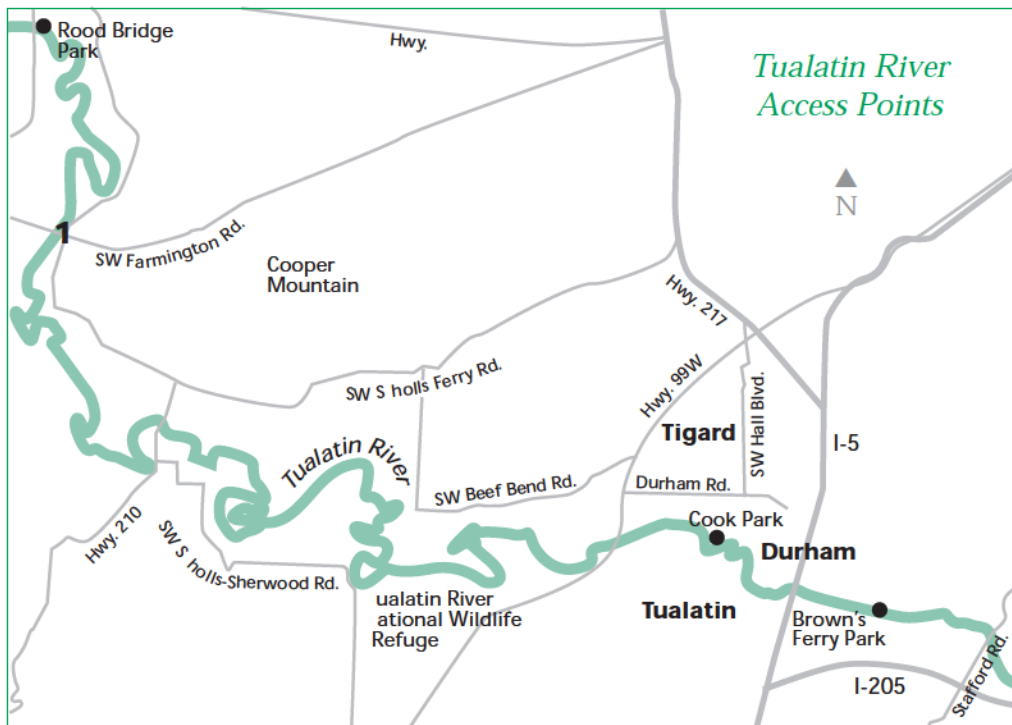 Rood Bridge
Park
Hwy.
Tualatin River
Access Points
N
1
SW Farmington Rd.
Cooper
Mountain
Hwy. 217
SW S holls Ferry Rd.
Hwy. 99W
SW Hall Blvd.
Tigard
I-5
Tualatin River
SW Beef Bend Rd.
Durham Rd.
Hwy. 210
Cook Park
Durham
SW S holls-Sherwood Rd.
ualatin River
ational Wildlife
Refuge
Tualatin
Brown's
Ferry Park
Stafford Rd.
I-205